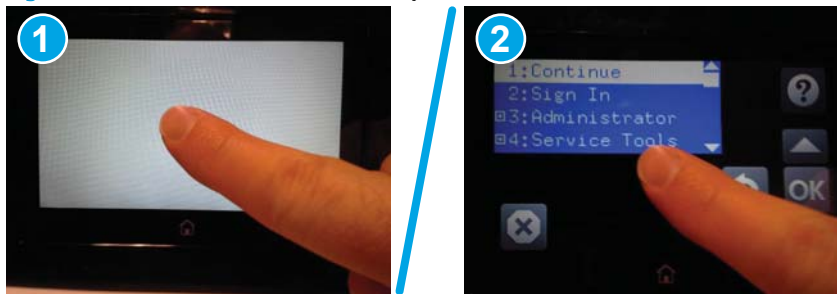 1
2
1:Continue
2:Sign In
3:Administrator
4:Service Tools
?
OK